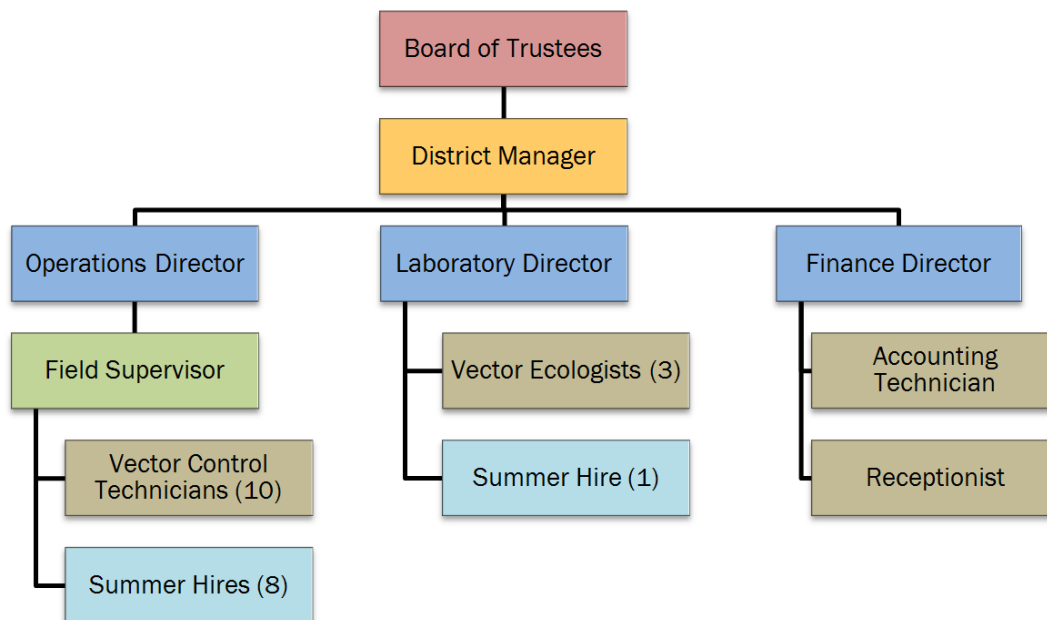 Board of Trustees
District Manager
Operations Director
Laboratory Director
Finance Director
Field Supervisor
Vector Ecologists (3)
Accounting
Technician
Vector Control
Technicians (10)
Summer Hire (1)
Receptionist
Summer Hires (8)